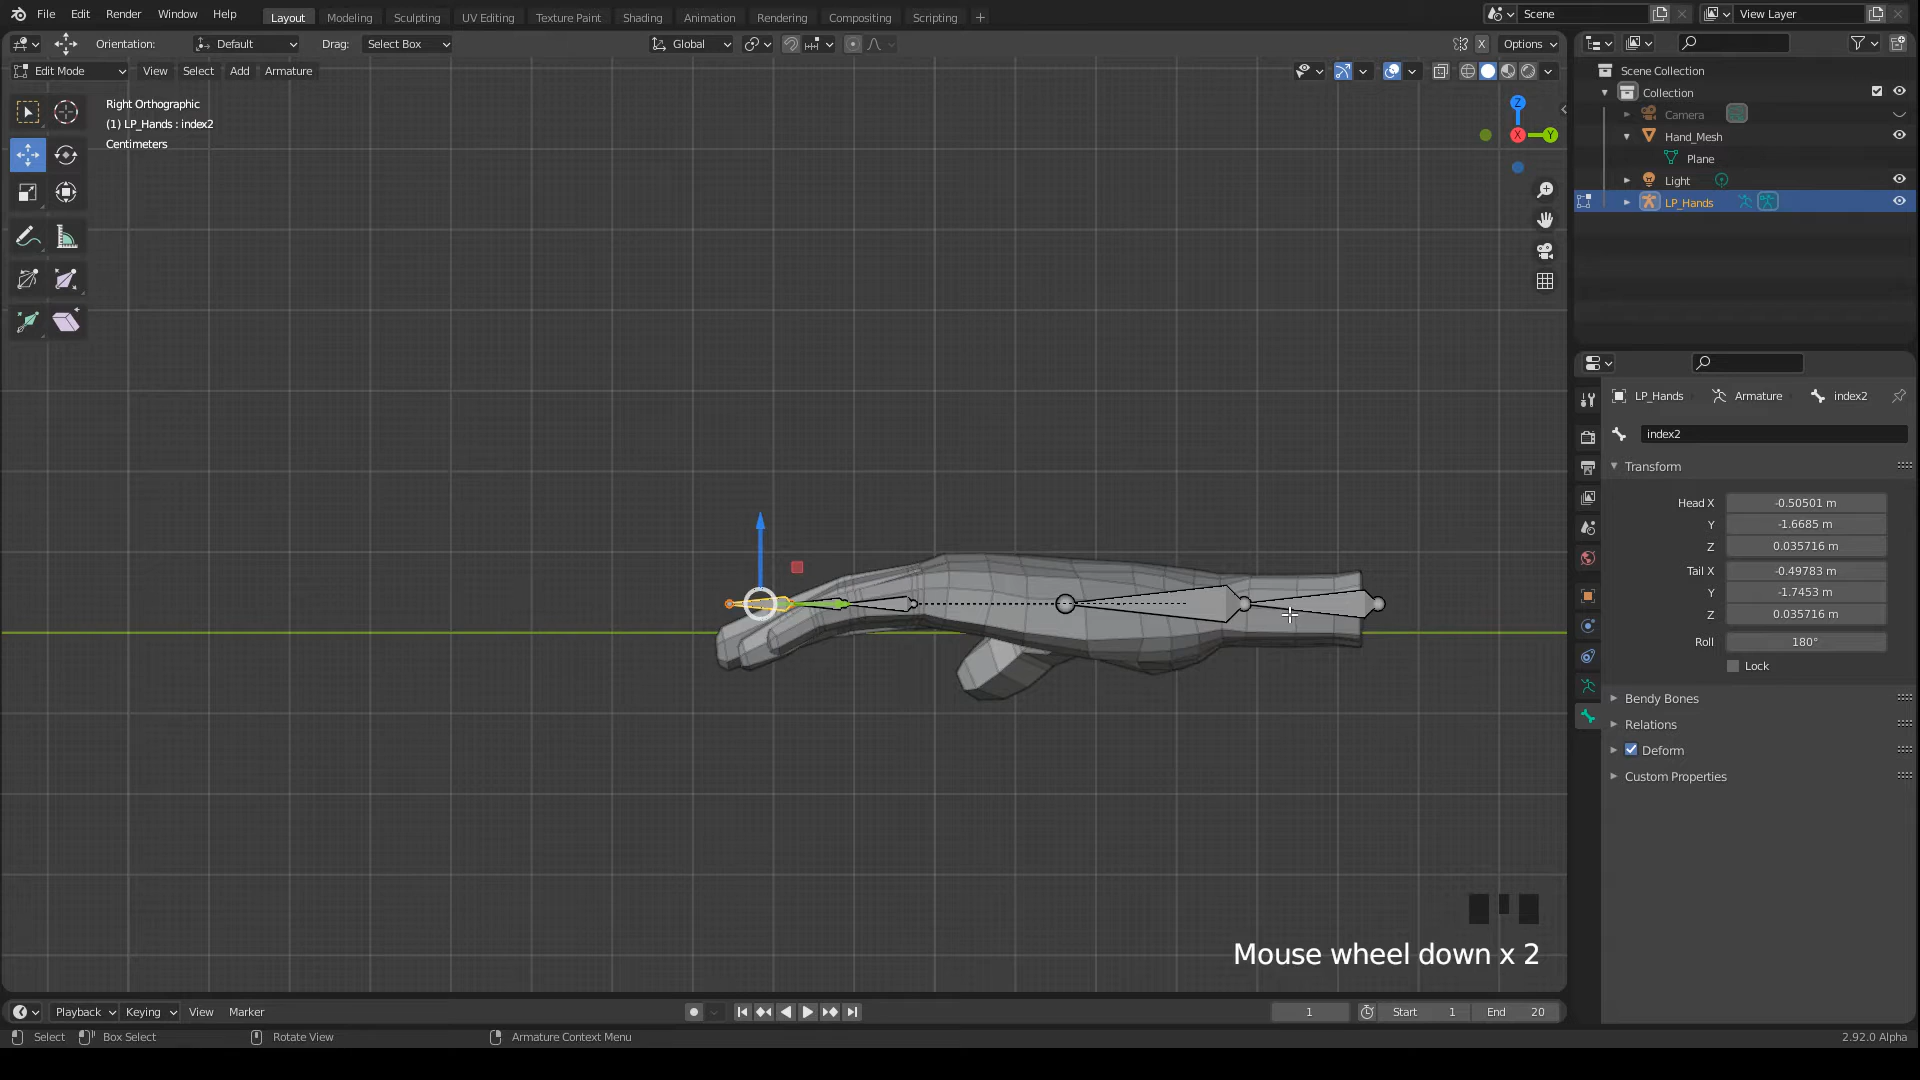 File Edit Render Window Help Layout Modeling Sculpting UV Editing Texture Paint Shading Animation Rendering Compositing Scripting + Scene View Layer
Orientation: Default Drag: Select Box Global X Options
Edit Mode View Select Add Armature
Right Orthographic
(1) LP_Hands : index2
Centimeters
Z
X
Y
Scene Collection
Collection
Camera
Hand_Mesh
Plane
Light
LP_Hands
LP_Hands Armature index2
index2
Transform
Head X -0.50501 m
Y -1.6685 m
Z 0.035716 m
Tail X -0.49783 m
Y -1.7453 m
Z 0.035716 m
Roll 180°
Lock
Bendy Bones
Relations
Deform
Custom Properties
Mouse wheel down x 2
Playback Keying View Marker 1 Start 1 End 20
Select Box Select Rotate View Armature Context Menu 2.92.0 Alpha